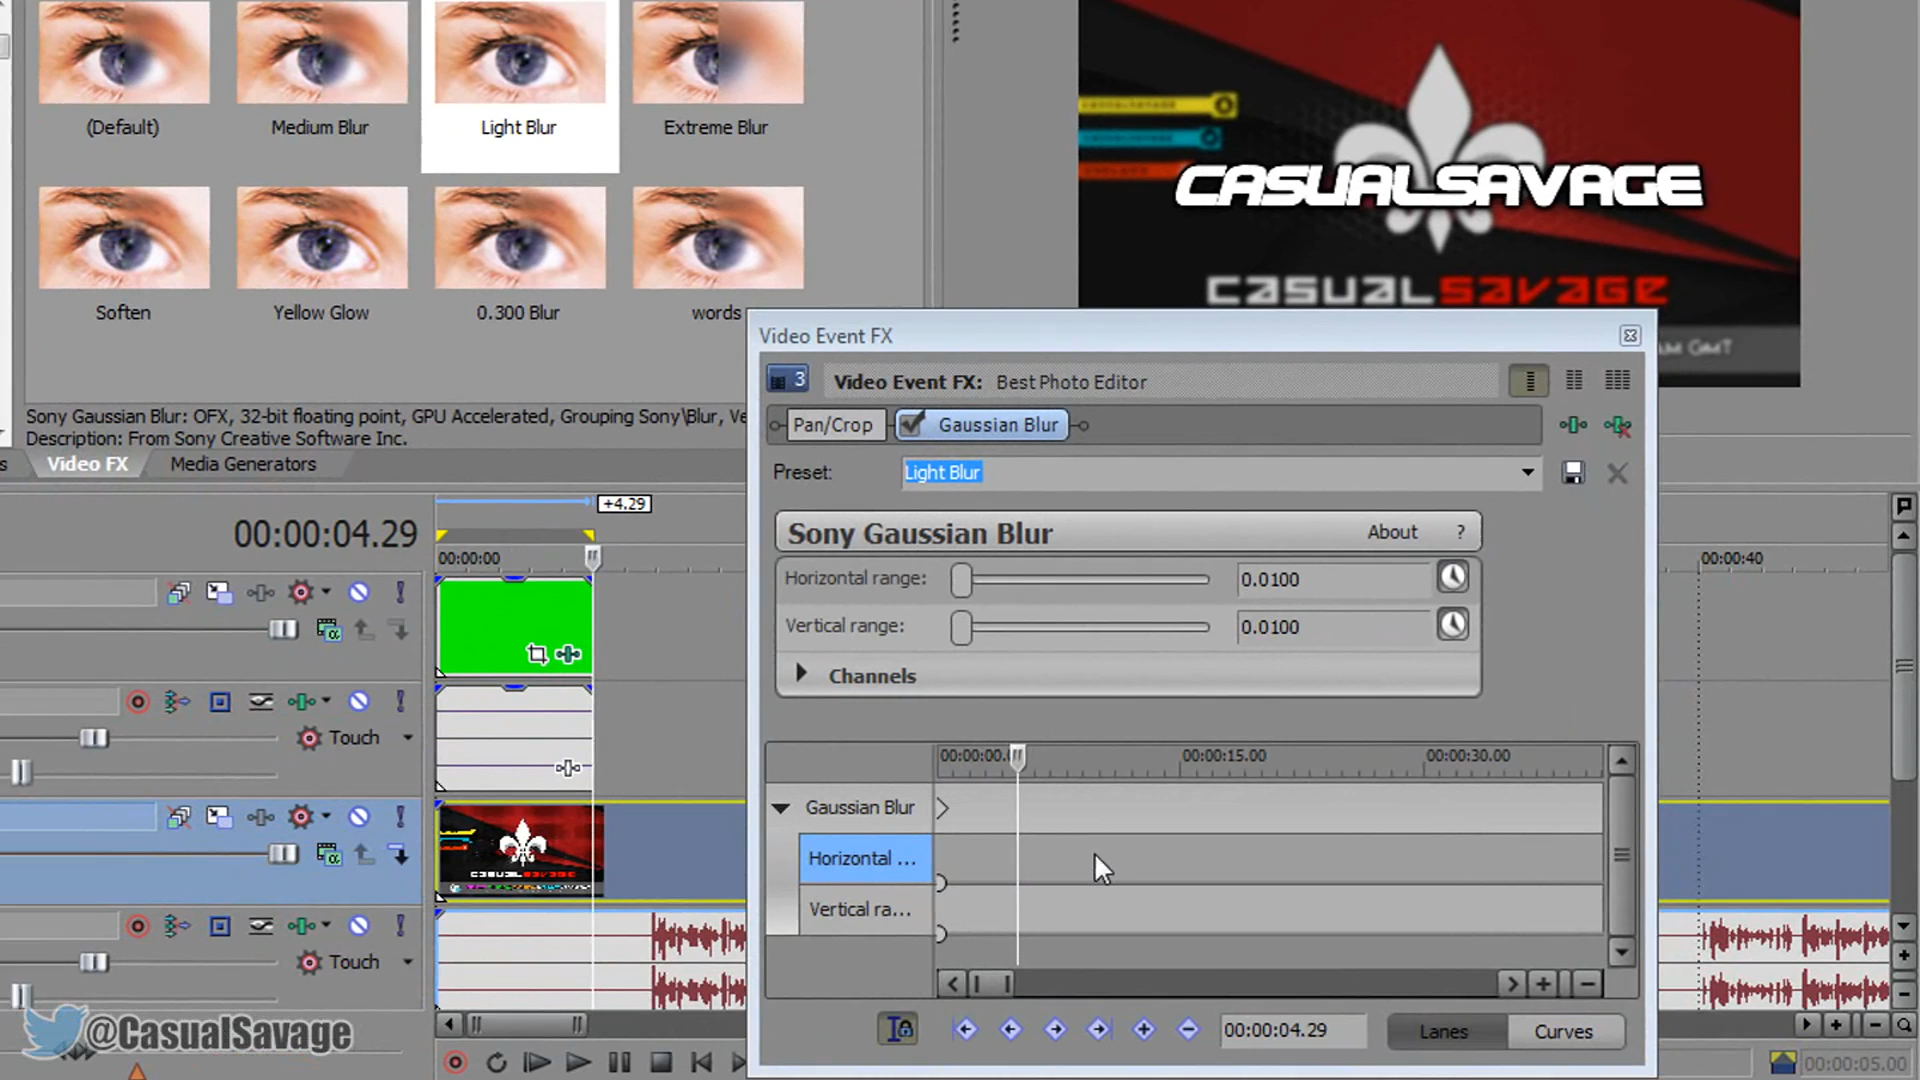 (Default)
Medium Blur
Light Blur
Extreme Blur
Soften
Yellow Glow
0.300 Blur
words
CASUALSAVAGE
CASUALSAVAGE
AM GMT
Sony Gaussian Blur: OFX, 32-bit floating point, GPU Accelerated, Grouping Sony\Blur, Ve
Description: From Sony Creative Software Inc.
s
Video FX
Media Generators
Video Event FX
3
Video Event FX: Best Photo Editor
Pan/Crop
Gaussian Blur
Preset:
Light Blur
Sony Gaussian Blur
About
?
Horizontal range:
0.0100
Vertical range:
0.0100
Channels
00:00:00.
00:00:15.00
00:00:30.00
Gaussian Blur
Horizontal ...
Vertical ra...
00:00:04.29
Lanes
Curves
00:00:04.29
+4.29
00:00:00
00:00:40
Touch
Touch
@CasualSavage
00:00:05.00